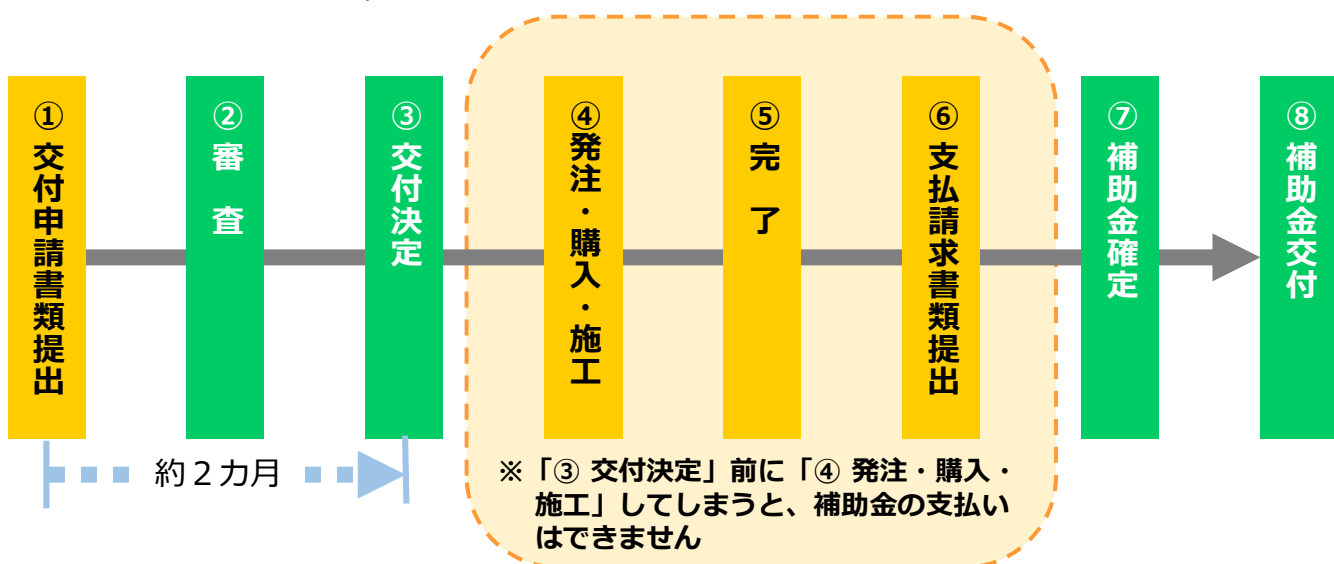 ① 交付申請書類提出
② 審 査
③ 交付決定
④ 発注・購入・施工
⑤ 完 了
⑥ 支払請求書類提出
⑦ 補助金確定
⑧ 補助金交付
約２カ月
※「③ 交付決定」前に「④ 発注・購入・
施工」してしまうと、補助金の支払い
はできません